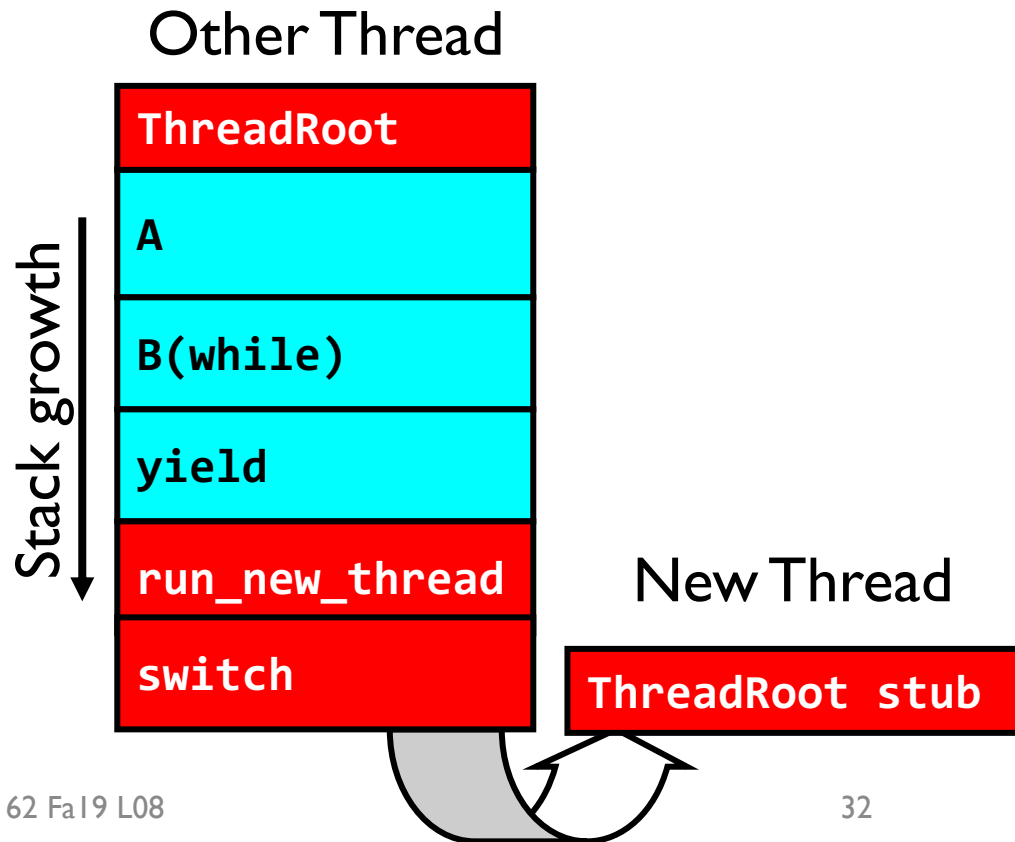 Other Thread
ThreadRoot
A
B(while)
yield
run_new_thread
switch
Stack growth
New Thread
ThreadRoot stub
62 Fa19 L08
32